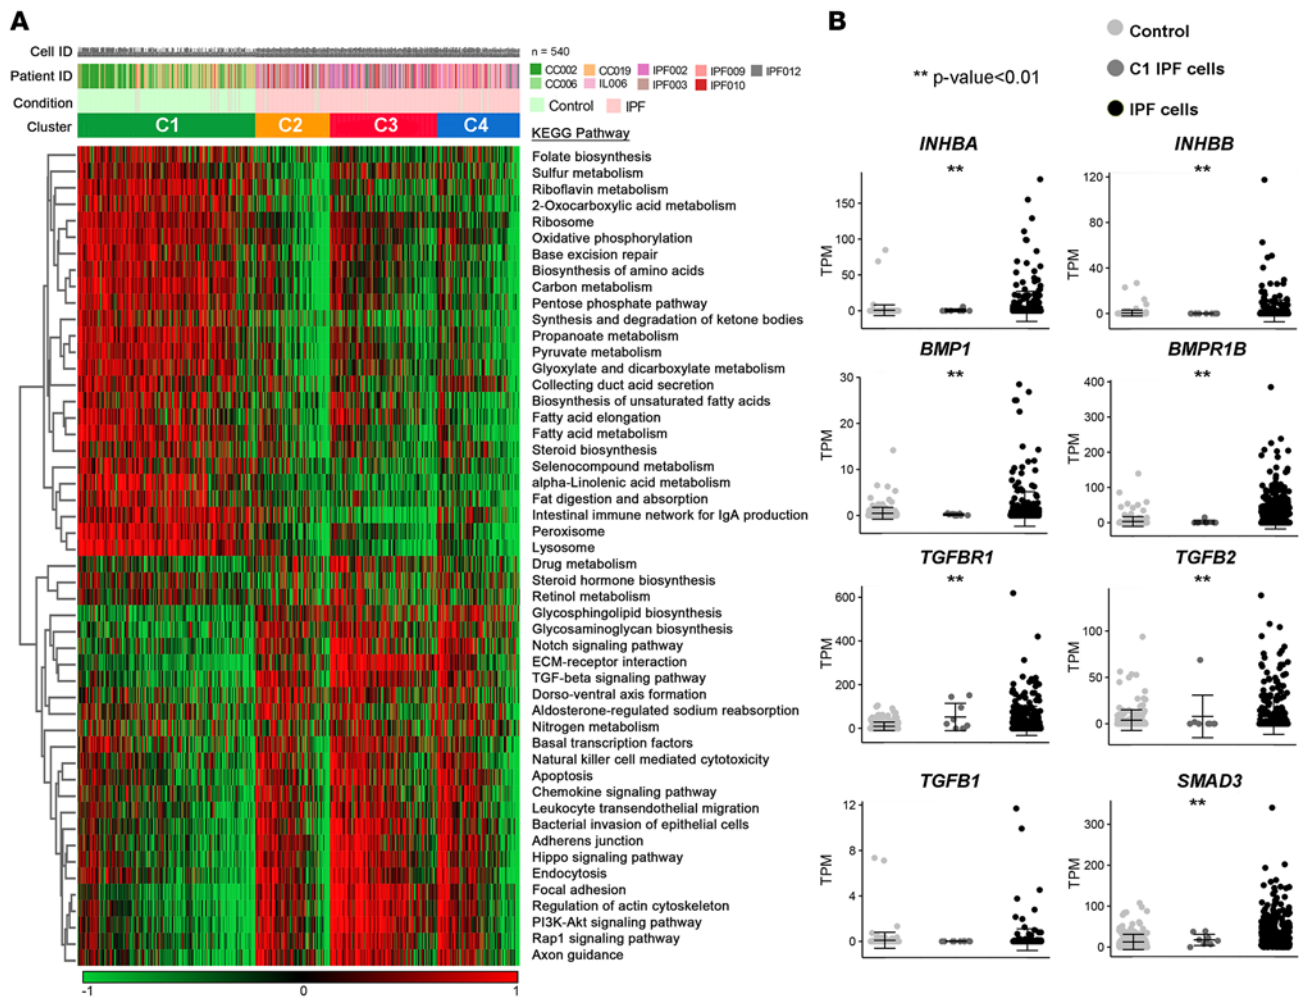 A
Cell ID
Patient ID
Condition
Cluster
C1 C2 C3 C4
n = 540
CC002 CC019 IPF002 IPF009 IPF012
CC006 IL006 IPF003 IPF010
Control IPF
KEGG Pathway
Folate biosynthesis
Sulfur metabolism
Riboflavin metabolism
2-Oxocarboxylic acid metabolism
Ribosome
Oxidative phosphorylation
Base excision repair
Biosynthesis of amino acids
Carbon metabolism
Pentose phosphate pathway
Synthesis and degradation of ketone bodies
Propanoate metabolism
Pyruvate metabolism
Glyoxylate and dicarboxylate metabolism
Collecting duct acid secretion
Biosynthesis of unsaturated fatty acids
Fatty acid elongation
Fatty acid metabolism
Steroid biosynthesis
Selenocompound metabolism
alpha-Linolenic acid metabolism
Fat digestion and absorption
Intestinal immune network for IgA production
Peroxisome
Lysosome
Drug metabolism
Steroid hormone biosynthesis
Retinol metabolism
Glycosphingolipid biosynthesis
Glycosaminoglycan biosynthesis
Notch signaling pathway
ECM-receptor interaction
TGF-beta signaling pathway
Dorso-ventral axis formation
Aldosterone-regulated sodium reabsorption
Nitrogen metabolism
Basal transcription factors
Natural killer cell mediated cytotoxicity
Apoptosis
Chemokine signaling pathway
Leukocyte transendothelial migration
Bacterial invasion of epithelial cells
Adherens junction
Hippo signaling pathway
Endocytosis
Focal adhesion
Regulation of actin cytoskeleton
PI3K-Akt signaling pathway
Rap1 signaling pathway
Axon guidance
-1 0 1
B
** p-value<0.01
Control
C1 IPF cells
IPF cells
INHBA
**
TPM
150
100
50
0
INHBB
**
TPM
120
80
40
0
BMP1
**
TPM
30
20
10
0
BMPR1B
**
TPM
400
300
200
100
0
TGFBR1
**
TPM
600
400
200
0
TGFB2
**
TPM
100
50
0
TGFB1
TPM
12
8
4
0
SMAD3
**
TPM
300
200
100
0